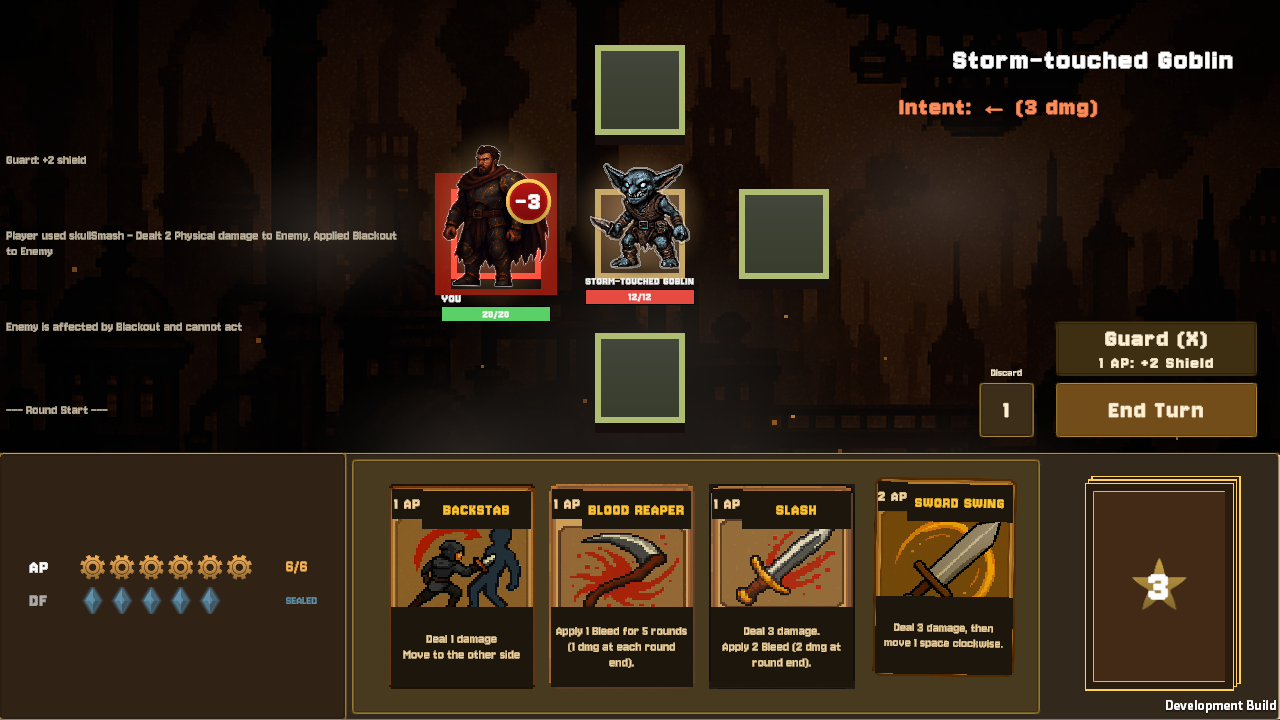 Storm-touched Goblin
Intent: ← (3 dmg)
Guard: +2 shield
Player used skullSmash - Dealt 2 Physical damage to Enemy, Applied Blackout
to Enemy
Enemy is affected by Blackout and cannot act
--- Round Start ---
-3
YOU
20/20
STORM-TOUCHED GOBLIN
12/12
Guard (X)
1 AP: +2 Shield
Discard
1
End Turn
AP
6/6
DF
SEALED
1 AP
BACKSTAB
Deal 1 damage
Move to the other side
1 AP
BLOOD REAPER
Apply 1 Bleed for 5 rounds
(1 dmg at each round
end).
1 AP
SLASH
Deal 3 damage.
Apply 2 Bleed (2 dmg at
round end).
2 AP
SWORD SWING
Deal 3 damage, then
move 1 space clockwise.
3
Development Build